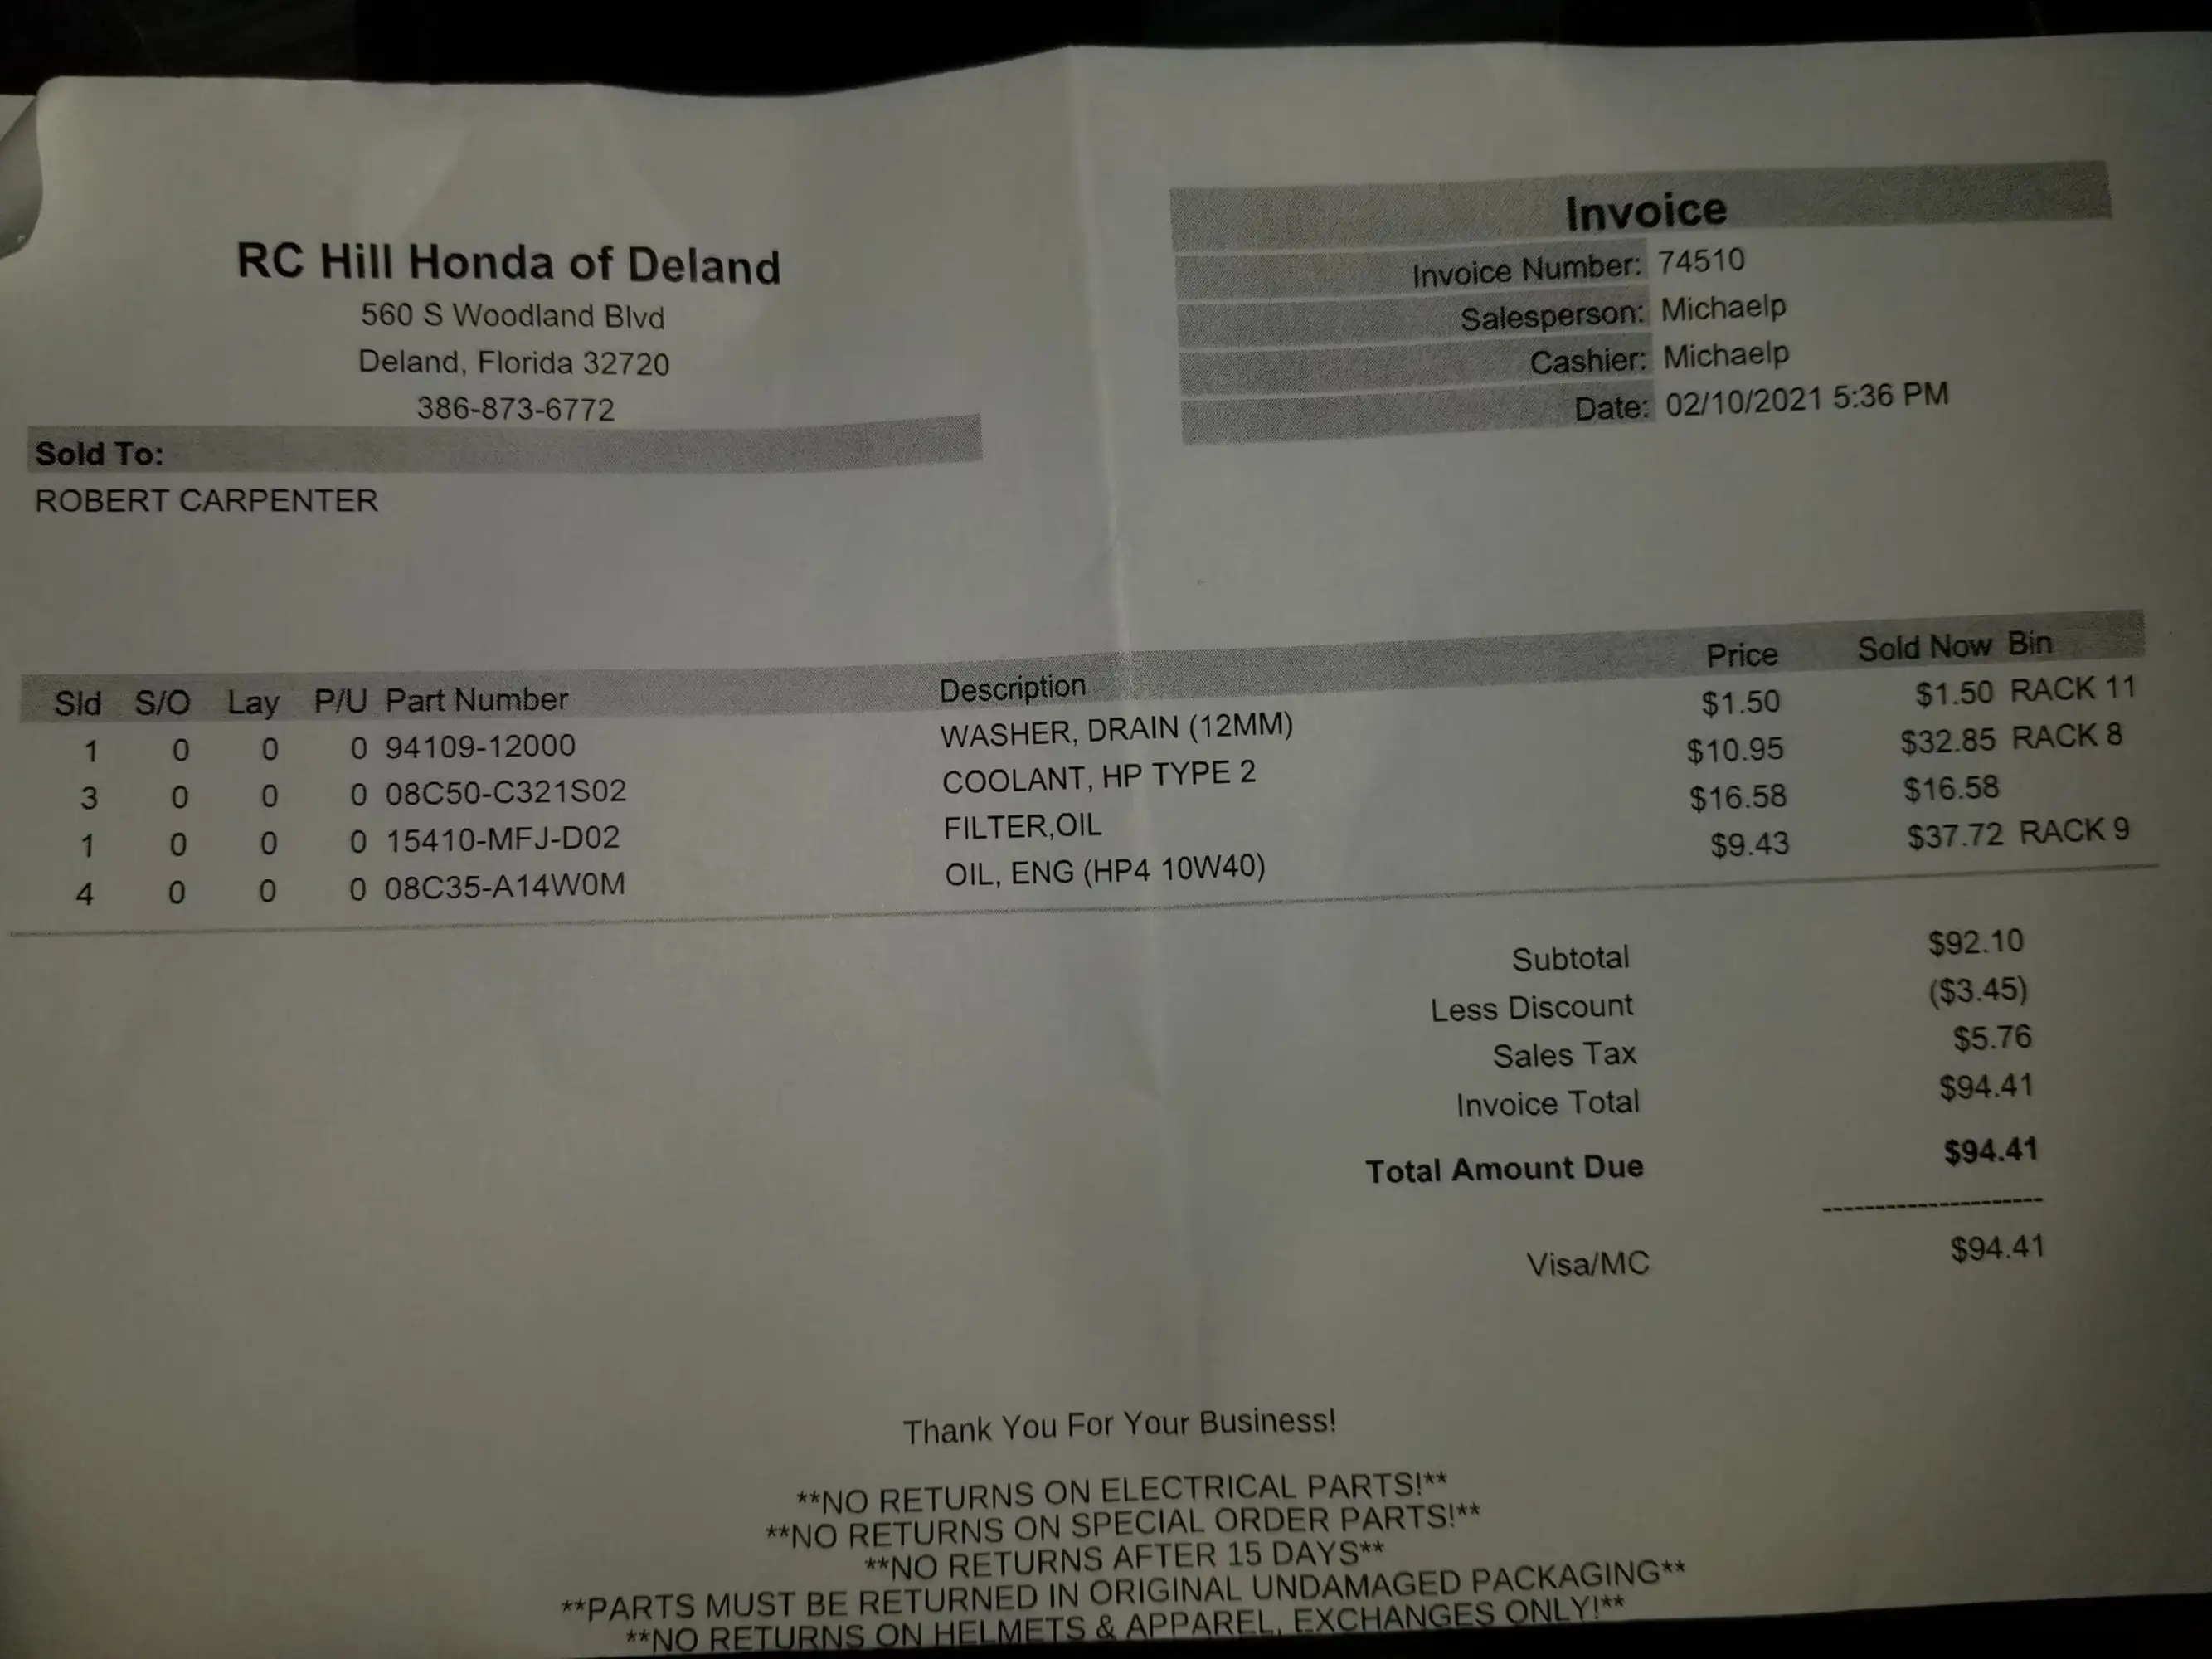 RC Hill Honda of Deland
560 S Woodland Blvd
Deland, Florida 32720
386-873-6772
Invoice
Invoice Number: 74510
Salesperson: Michaelp
Cashier: Michaelp
Date: 02/10/2021 5:36 PM
Sold To:
ROBERT CARPENTER
Sld S/O Lay P/U Part Number Description Price Sold Now Bin
1 0 0 0 94109-12000 WASHER, DRAIN (12MM) $1.50 $1.50 RACK 11
3 0 0 0 08C50-C321S02 COOLANT, HP TYPE 2 $10.95 $32.85 RACK 8
1 0 0 0 15410-MFJ-D02 FILTER,OIL $16.58 $16.58
4 0 0 0 08C35-A14W0M OIL, ENG (HP4 10W40) $9.43 $37.72 RACK 9
Subtotal $92.10
Less Discount ($3.45)
Sales Tax $5.76
Invoice Total $94.41
Total Amount Due $94.41
---------------------
Visa/MC $94.41
Thank You For Your Business!
**NO RETURNS ON ELECTRICAL PARTS!**
**NO RETURNS ON SPECIAL ORDER PARTS!**
**NO RETURNS AFTER 15 DAYS**
**PARTS MUST BE RETURNED IN ORIGINAL UNDAMAGED PACKAGING**
**NO RETURNS ON HELMETS & APPAREL, EXCHANGES ONLY!**